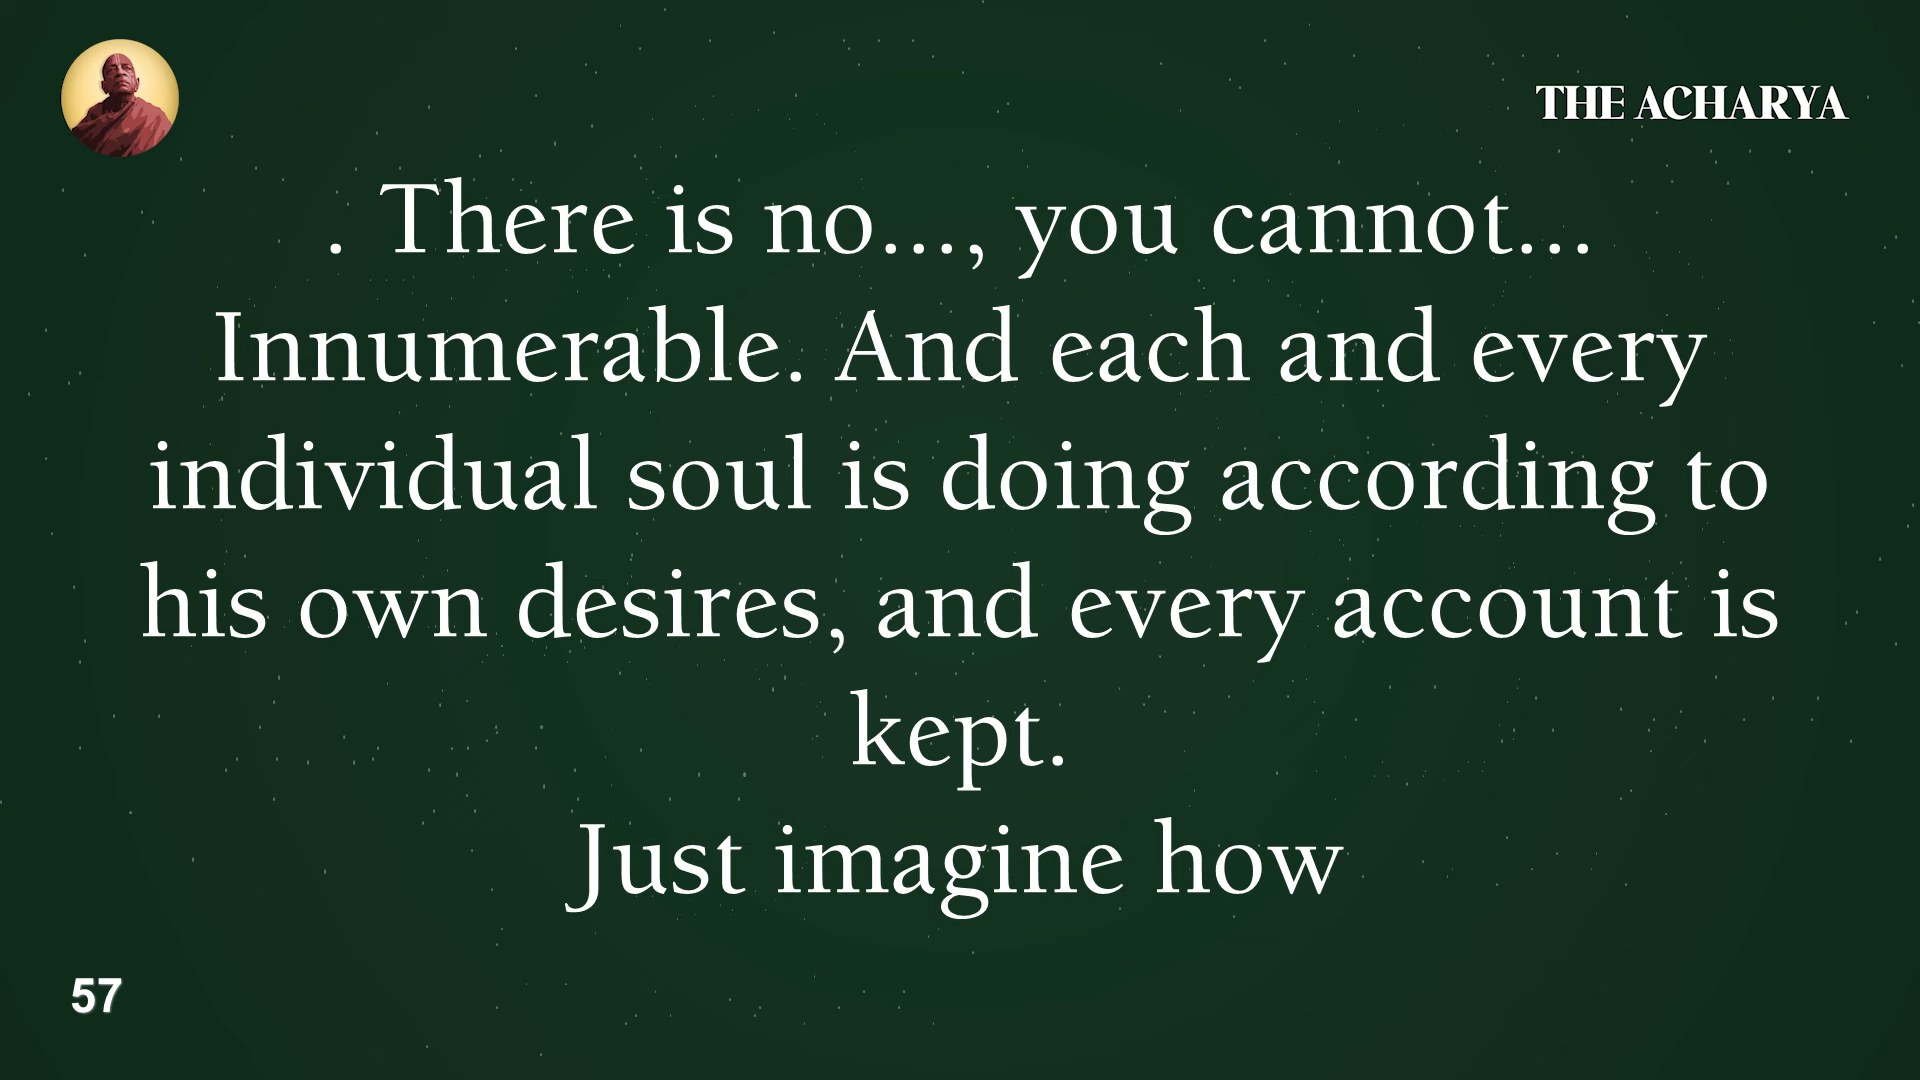 THE ACHARYA
. There is no..., you cannot...
Innumerable. And each and every
individual soul is doing according to
his own desires, and every account is
kept.
Just imagine how
57